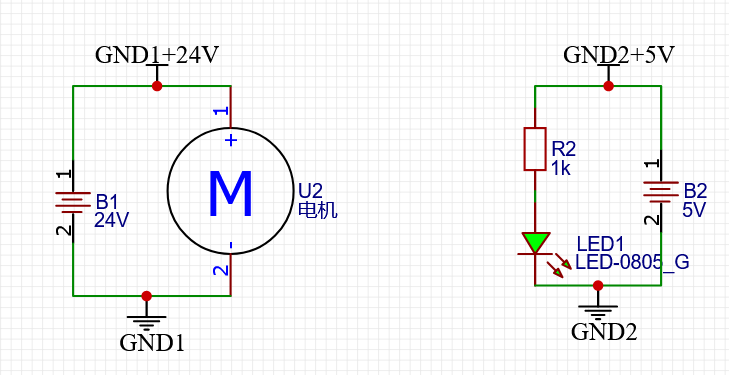 GND1+24V
1
B1
24V
2
1
+
M
-
2
U2
电机
GND1
GND2+5V
R2
1k
LED1
LED-0805_G
1
B2
5V
2
GND2